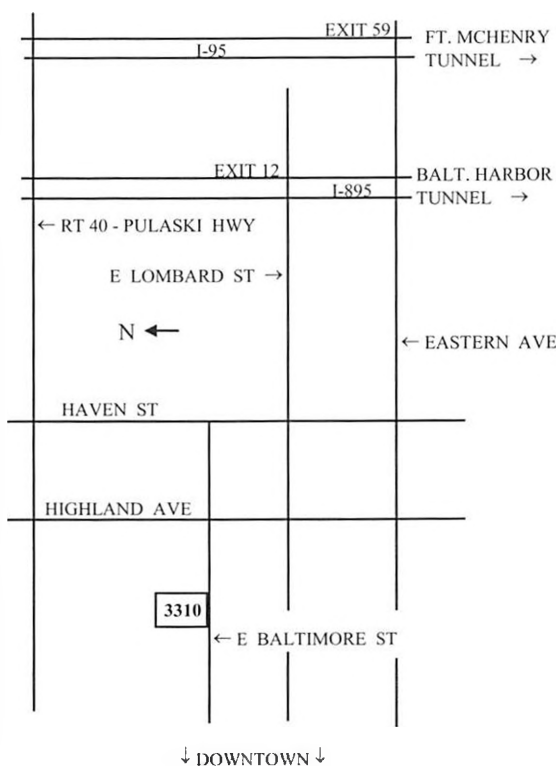 EXIT 59
FT. MCHENRY
I-95
TUNNEL →
EXIT 12
BALT. HARBOR
I-895
TUNNEL →
← RT 40 - PULASKI HWY
E LOMBARD ST →
N ←
← EASTERN AVE
HAVEN ST
HIGHLAND AVE
3310
← E BALTIMORE ST
↓ DOWNTOWN ↓